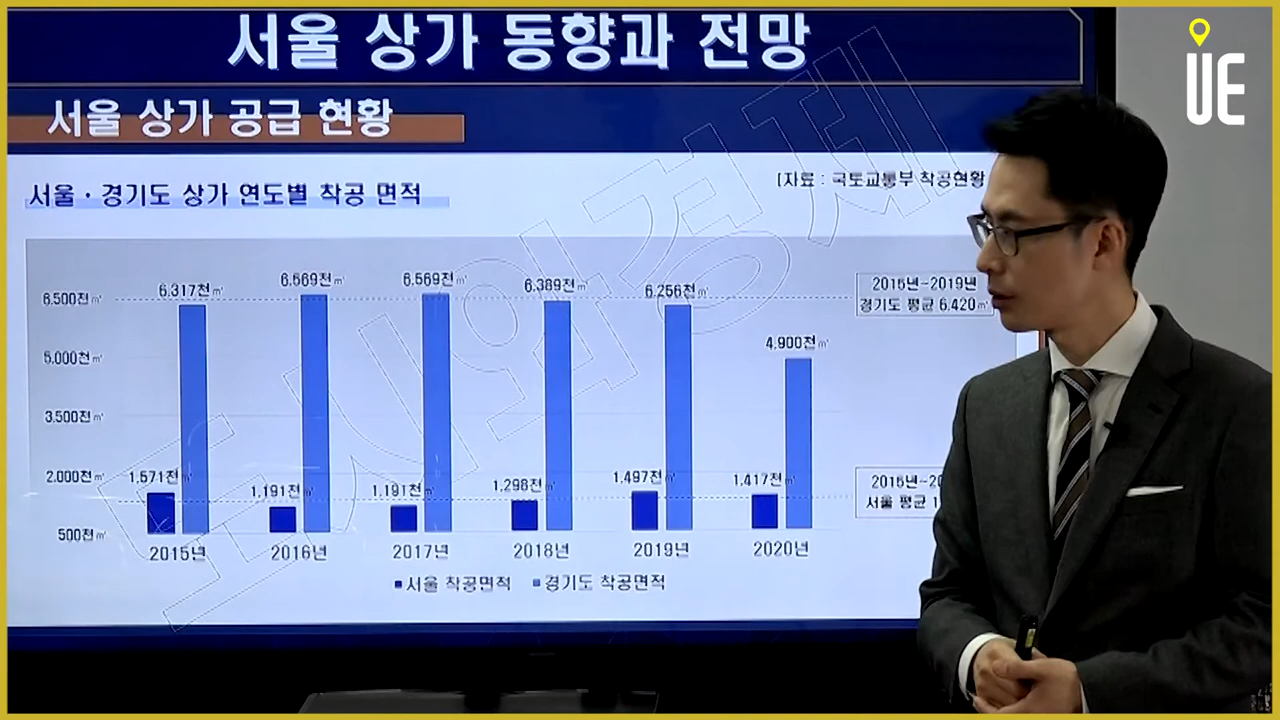 서울 상가 동향과 전망
UE
서울 상가 공급 현황
서울·경기도 상가 연도별 착공 면적
[자료 : 국토교통부 착공현황
6.500천㎡
5.000천㎡
3.500천㎡
2.000천㎡
500천㎡
6.317천㎡
6.569천㎡
6.569천㎡
6.389천㎡
6.256천㎡
4.900천㎡
1.571천㎡
1.191천㎡
1.191천㎡
1.298천㎡
1.497천㎡
1.417천㎡
2015년~2019년
경기도 평균 6.420㎡
서울 평균
2015년
2016년
2017년
2018년
2019년
2020년
서울 착공면적
경기도 착공면적
도시와경제